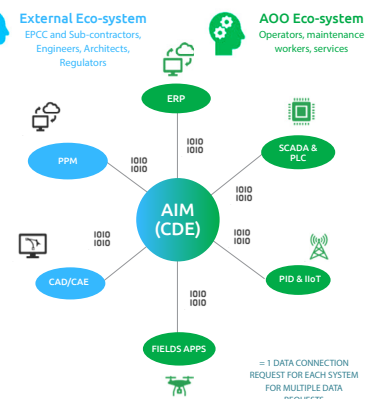 External Eco-system
EPCC and Sub-contractors,
Engineers, Architects,
Regulators
AOO Eco-system
Operators, maintenance
workers, services
ERP
1010
1010
SCADA &
PLC
PPM
1010
1010
1010
1010
AIM
(CDE)
1010
1010
1010
1010
CAD/CAE
PID & IIoT
1010
1010
FIELDS APPS
= 1 DATA CONNECTION
REQUEST FOR EACH SYSTEM
FOR MULTIPLE DATA
REQUESTS